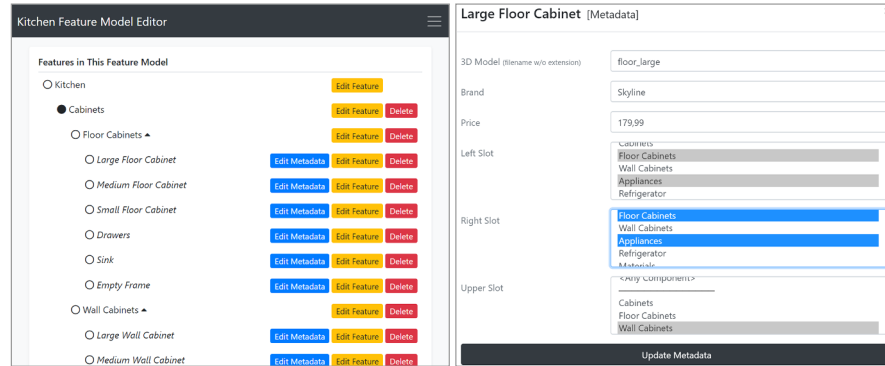 Kitchen Feature Model Editor
Features in This Feature Model
Kitchen Edit Feature
Cabinets Edit Feature Delete
Floor Cabinets Edit Feature Delete
Large Floor Cabinet Edit Metadata Edit Feature Delete
Medium Floor Cabinet Edit Metadata Edit Feature Delete
Small Floor Cabinet Edit Metadata Edit Feature Delete
Drawers Edit Metadata Edit Feature Delete
Sink Edit Metadata Edit Feature Delete
Empty Frame Edit Metadata Edit Feature Delete
Wall Cabinets Edit Feature Delete
Large Wall Cabinet Edit Metadata Edit Feature Delete
Medium Wall Cabinet Edit Metadata Edit Feature Delete
Large Floor Cabinet [Metadata]
3D Model (filename w/o extension) floor_large
Brand Skyline
Price 179,99
Left Slot
Cabinets
Floor Cabinets
Wall Cabinets
Appliances
Refrigerator
Right Slot
Floor Cabinets
Wall Cabinets
Appliances
Refrigerator
Materials
Upper Slot
<Any Component>
Cabinets
Floor Cabinets
Wall Cabinets
Update Metadata